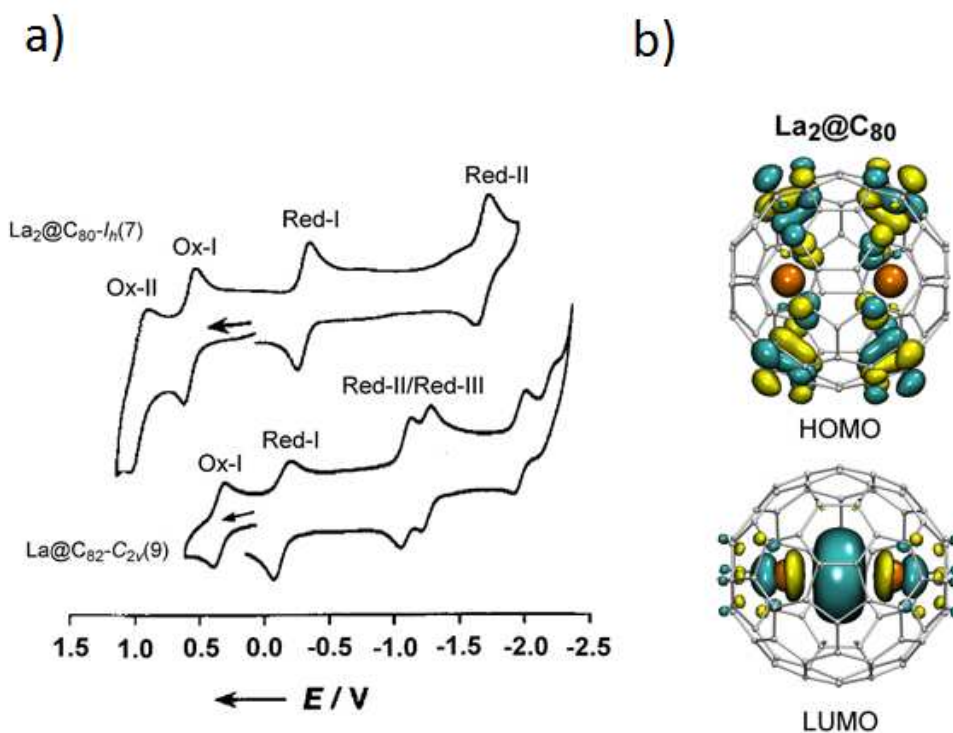 a)
b)
La₂@C₈₀
Red-II
La₂@C₈₀-Iₕ(7)
Ox-I
Red-I
Ox-II
Red-II/Red-III
HOMO
Ox-I
Red-I
La@C₈₂-C₂ᵥ(9)
1.5 1.0 0.5 0.0 -0.5 -1.0 -1.5 -2.0 -2.5
E / V
LUMO